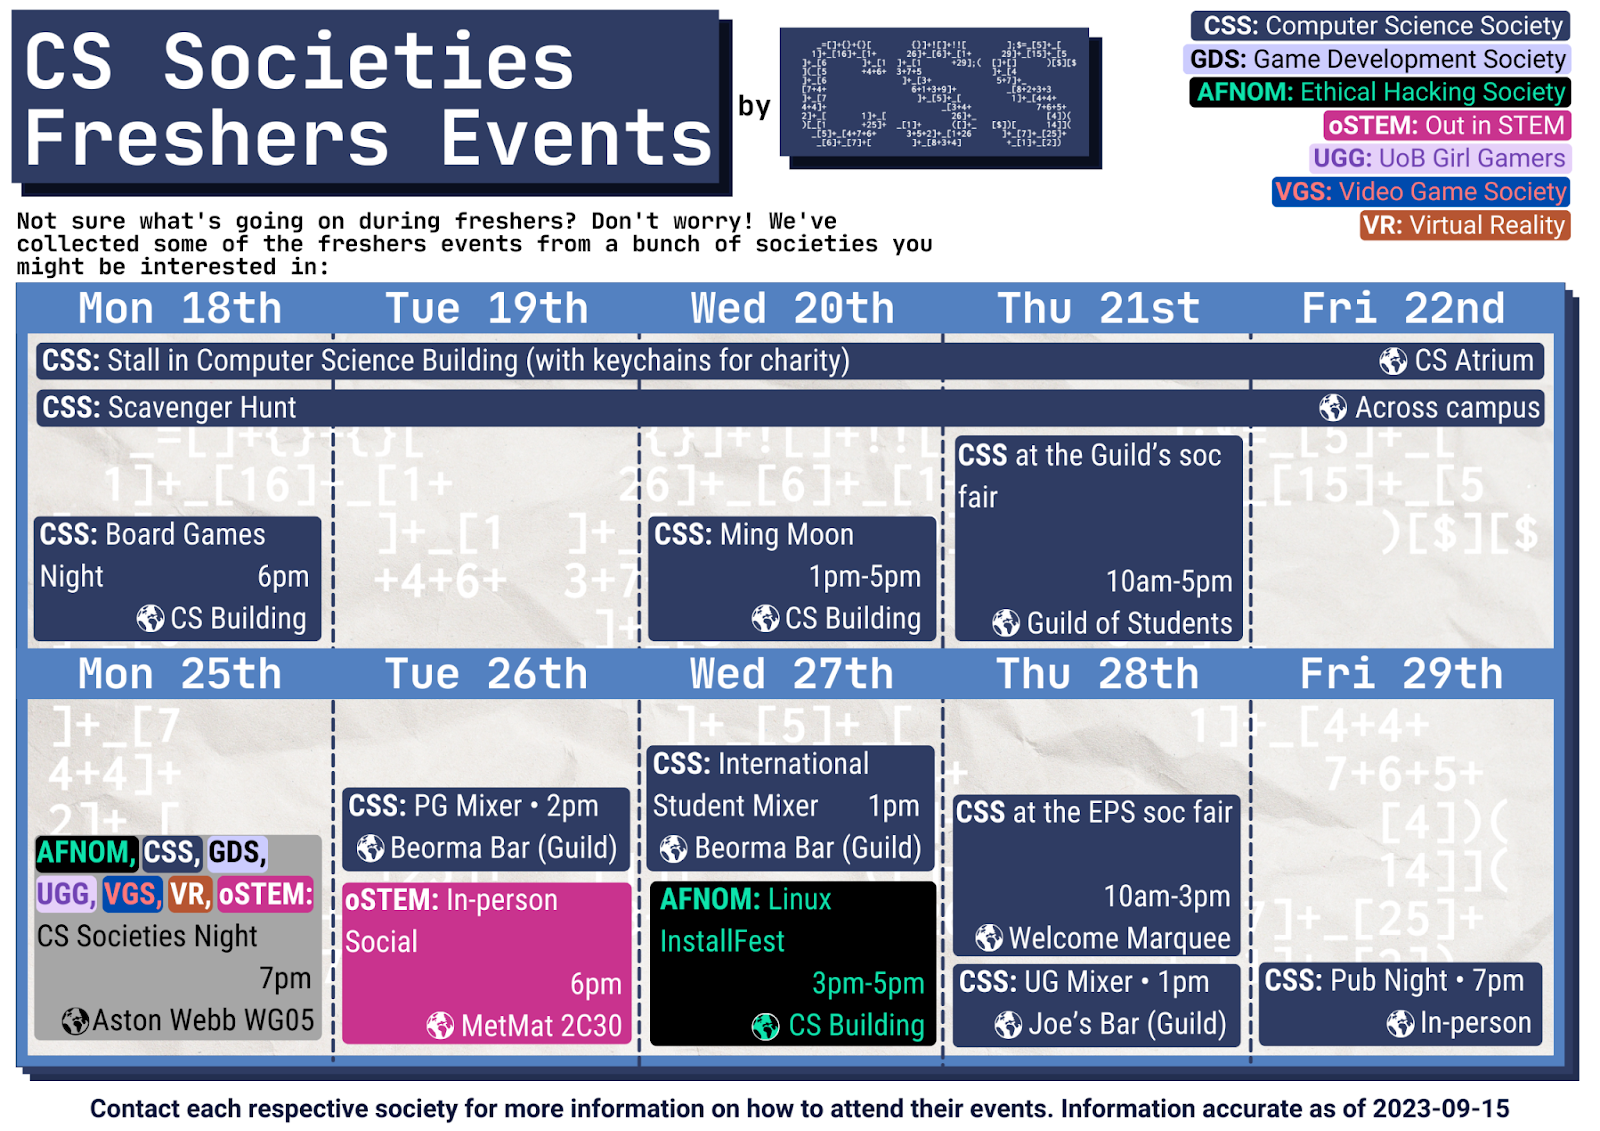 CS Societies
Freshers Events
by
CSS: Computer Science Society
GDS: Game Development Society
AFNOM: Ethical Hacking Society
oSTEM: Out in STEM
UGG: UoB Girl Gamers
VGS: Video Game Society
VR: Virtual Reality
Not sure what's going on during freshers? Don't worry! We've
collected some of the freshers events from a bunch of societies you
might be interested in:
Mon 18th
Tue 19th
Wed 20th
Thu 21st
Fri 22nd
CSS: Stall in Computer Science Building (with keychains for charity)
CS Atrium
CSS: Scavenger Hunt
Across campus
CSS: Board Games
Night 6pm
CS Building
CSS: Ming Moon
1pm-5pm
CS Building
CSS at the Guild's soc
fair
10am-5pm
Guild of Students
Mon 25th
Tue 26th
Wed 27th
Thu 28th
Fri 29th
AFNOM, CSS, GDS,
UGG, VGS, VR, oSTEM:
CS Societies Night
7pm
Aston Webb WG05
CSS: PG Mixer • 2pm
Beorma Bar (Guild)
oSTEM: In-person
Social
6pm
MetMat 2C30
CSS: International
Student Mixer 1pm
Beorma Bar (Guild)
AFNOM: Linux
InstallFest
3pm-5pm
CS Building
CSS at the EPS soc fair
10am-3pm
Welcome Marquee
CSS: UG Mixer • 1pm
Joe's Bar (Guild)
CSS: Pub Night • 7pm
In-person
Contact each respective society for more information on how to attend their events. Information accurate as of 2023-09-15